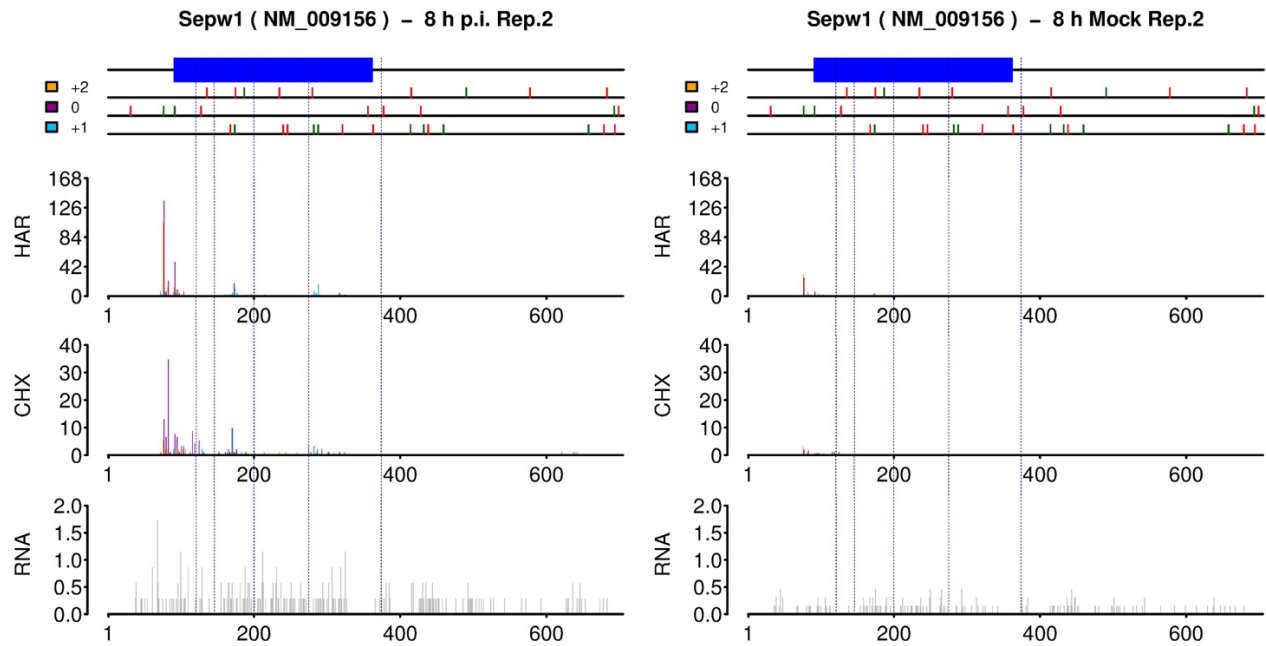 Sepw1 ( NM_009156 ) – 8 h p.i. Rep.2
+2
0
+1
HAR
168
126
84
42
0
1 200 400 600
CHX
40
30
20
10
0
1 200 400 600
RNA
2.0
1.5
1.0
0.5
0.0
1 200 400 600
Sepw1 ( NM_009156 ) – 8 h Mock Rep.2
+2
0
+1
HAR
168
126
84
42
0
1 200 400 600
CHX
40
30
20
10
0
1 200 400 600
RNA
2.0
1.5
1.0
0.5
0.0
1 200 400 600